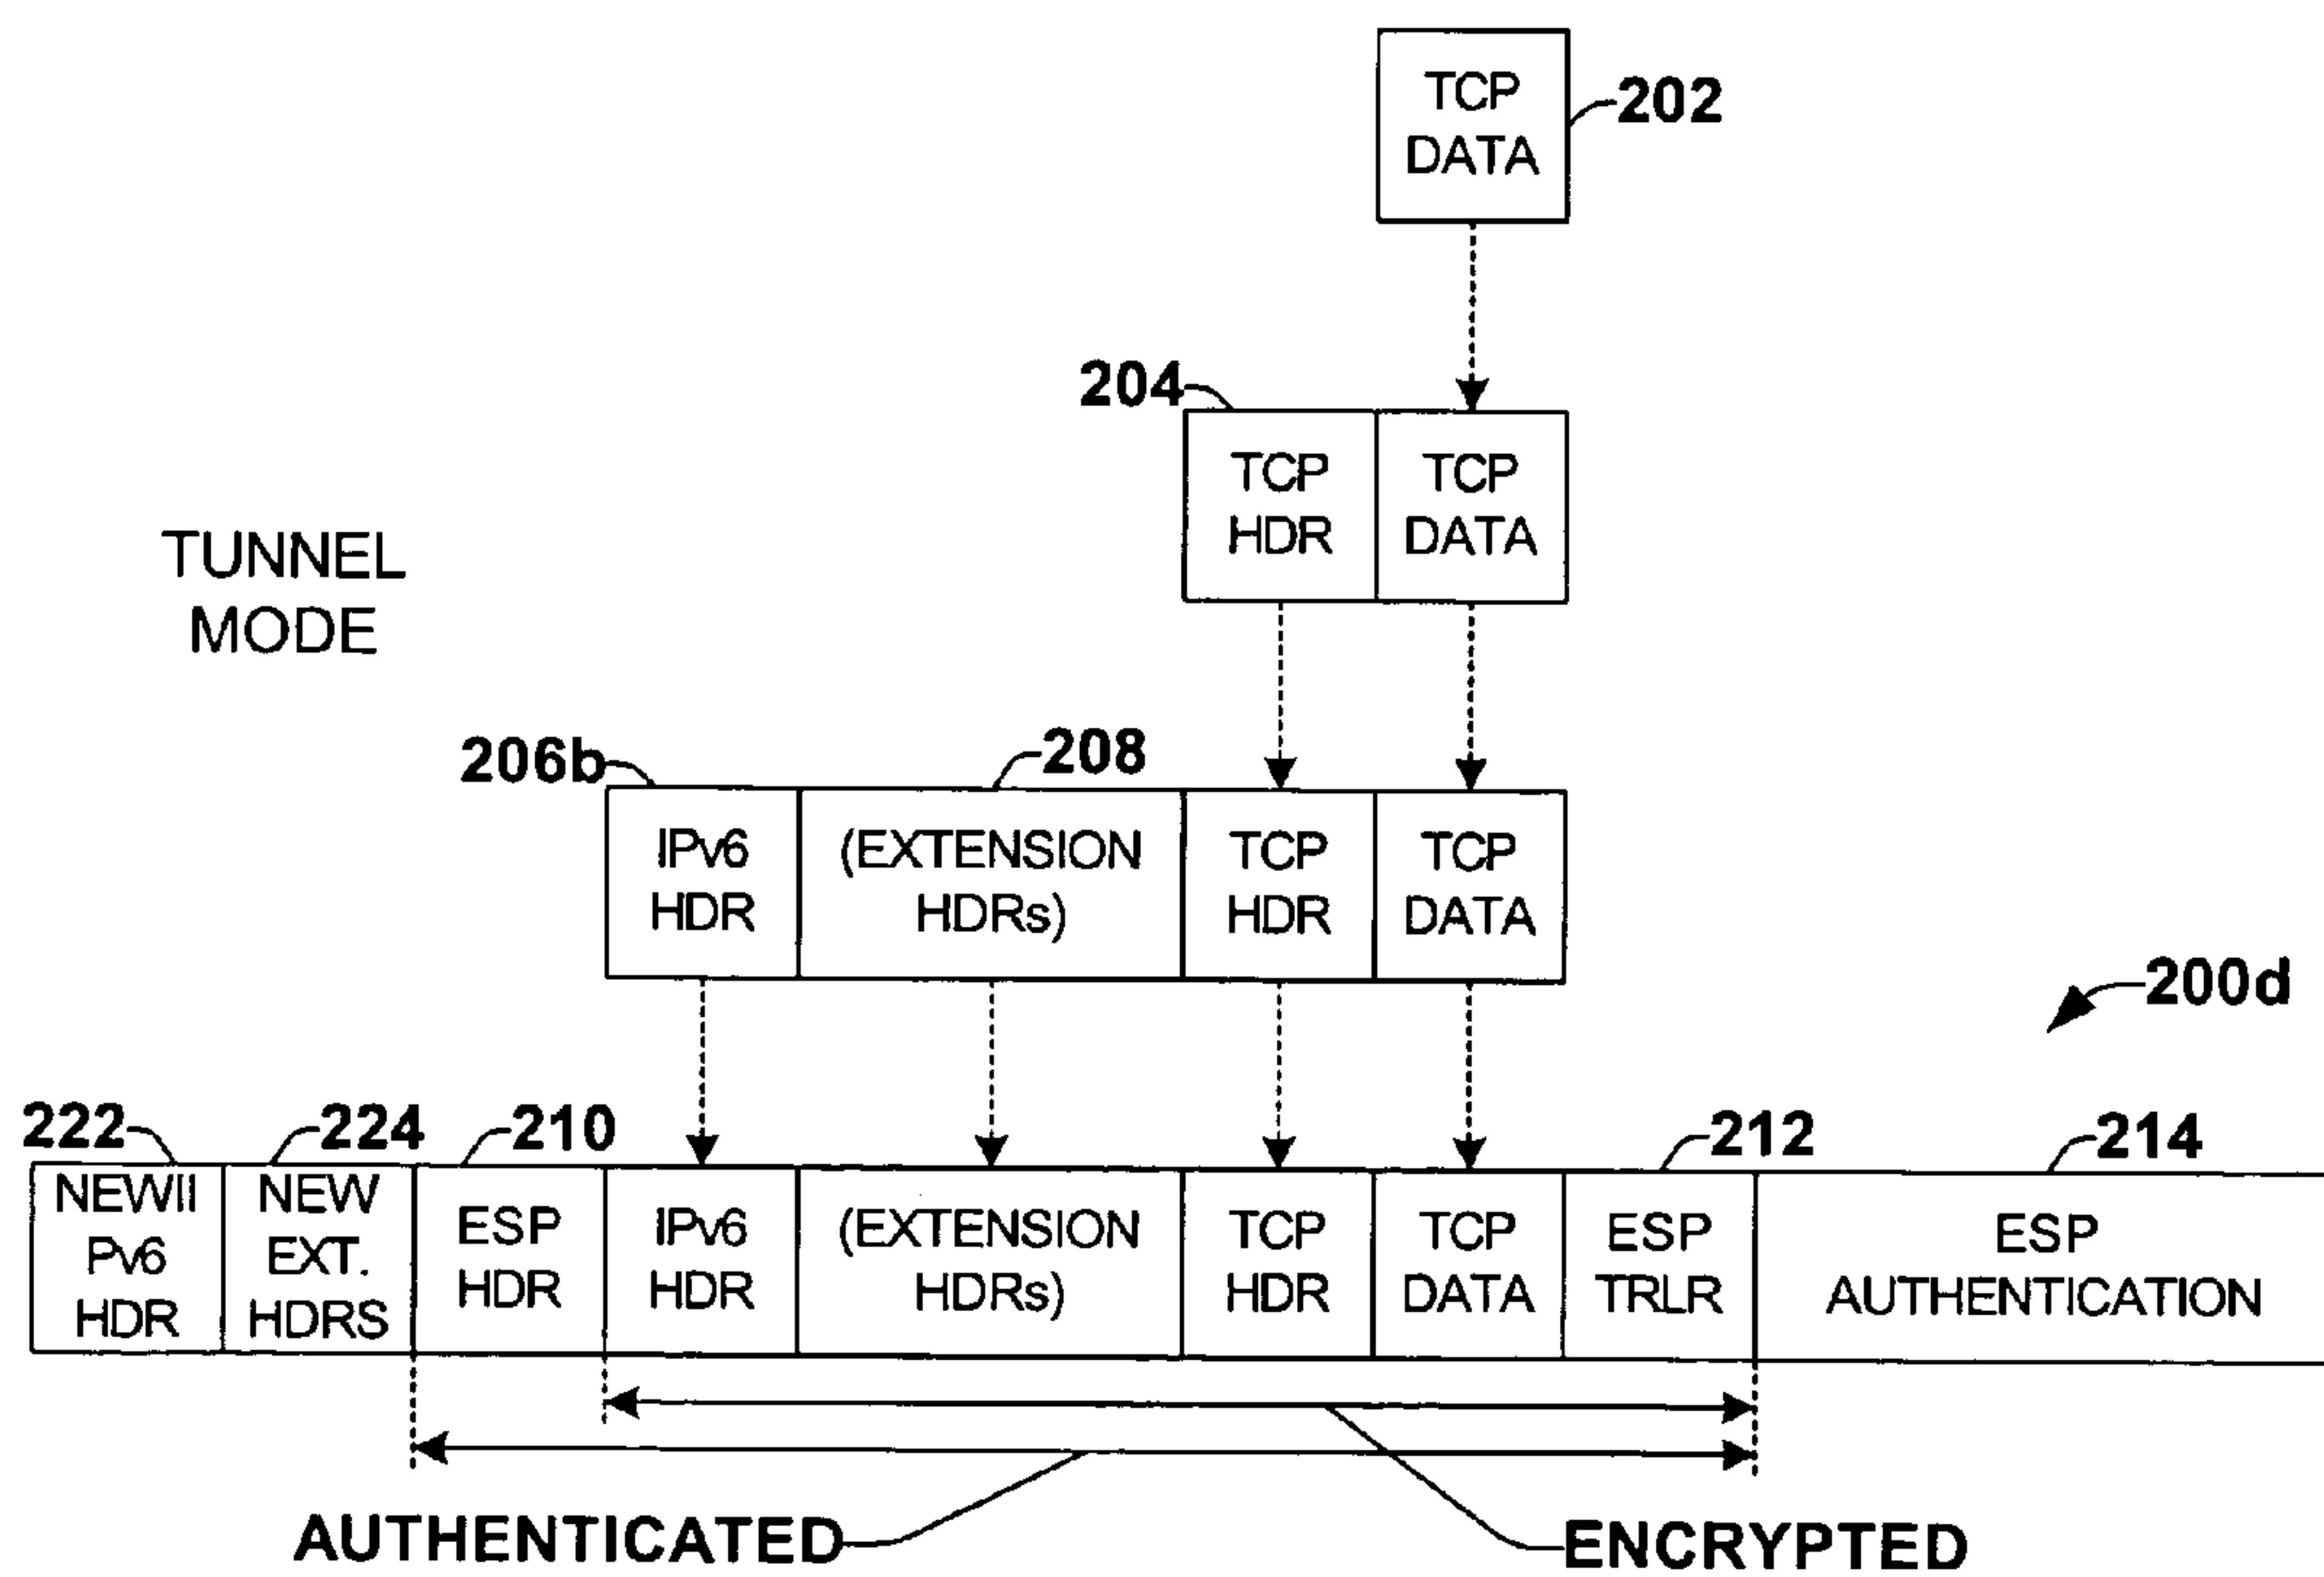 TCP
DATA
202
204
TCP
HDR
TCP
DATA
TUNNEL
MODE
206b
208
IPv6
HDR
(EXTENSION
HDRs)
TCP
HDR
TCP
DATA
200d
222
224
210
212
214
NEWII
Pv6
HDR
NEW
EXT.
HDRS
ESP
HDR
IPv6
HDR
(EXTENSION
HDRs)
TCP
HDR
TCP
DATA
ESP
TRLR
ESP
AUTHENTICATION
AUTHENTICATED
ENCRYPTED